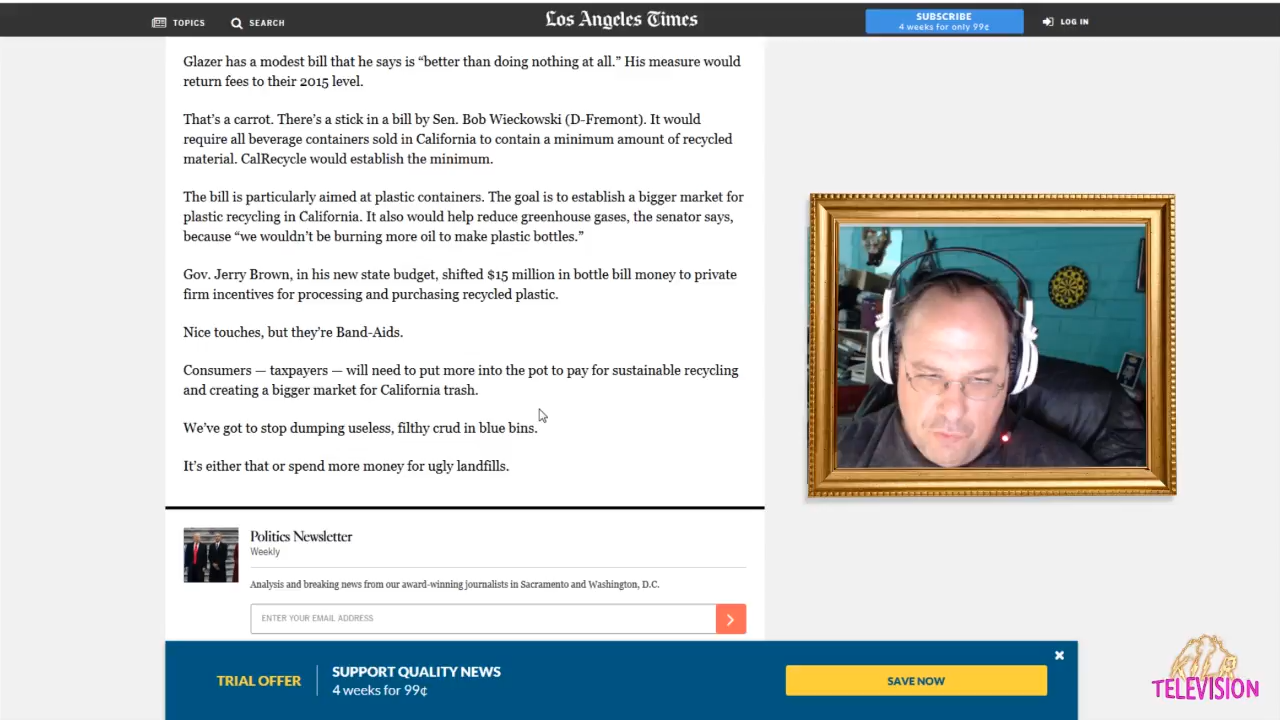 TOPICS
SEARCH
Los Angeles Times
SUBSCRIBE
4 weeks for only 99¢
LOG IN
Glazer has a modest bill that he says is “better than doing nothing at all.” His measure would
return fees to their 2015 level.
That’s a carrot. There’s a stick in a bill by Sen. Bob Wieckowski (D-Fremont). It would
require all beverage containers sold in California to contain a minimum amount of recycled
material. CalRecycle would establish the minimum.
The bill is particularly aimed at plastic containers. The goal is to establish a bigger market for
plastic recycling in California. It also would help reduce greenhouse gases, the senator says,
because “we wouldn’t be burning more oil to make plastic bottles.”
Gov. Jerry Brown, in his new state budget, shifted $15 million in bottle bill money to private
firm incentives for processing and purchasing recycled plastic.
Nice touches, but they’re Band-Aids.
Consumers — taxpayers — will need to put more into the pot to pay for sustainable recycling
and creating a bigger market for California trash.
We’ve got to stop dumping useless, filthy crud in blue bins.
It’s either that or spend more money for ugly landfills.
Politics Newsletter
Weekly
Analysis and breaking news from our award-winning journalists in Sacramento and Washington, D.C.
ENTER YOUR EMAIL ADDRESS
TRIAL OFFER
SUPPORT QUALITY NEWS
4 weeks for 99¢
SAVE NOW
TELEVISION